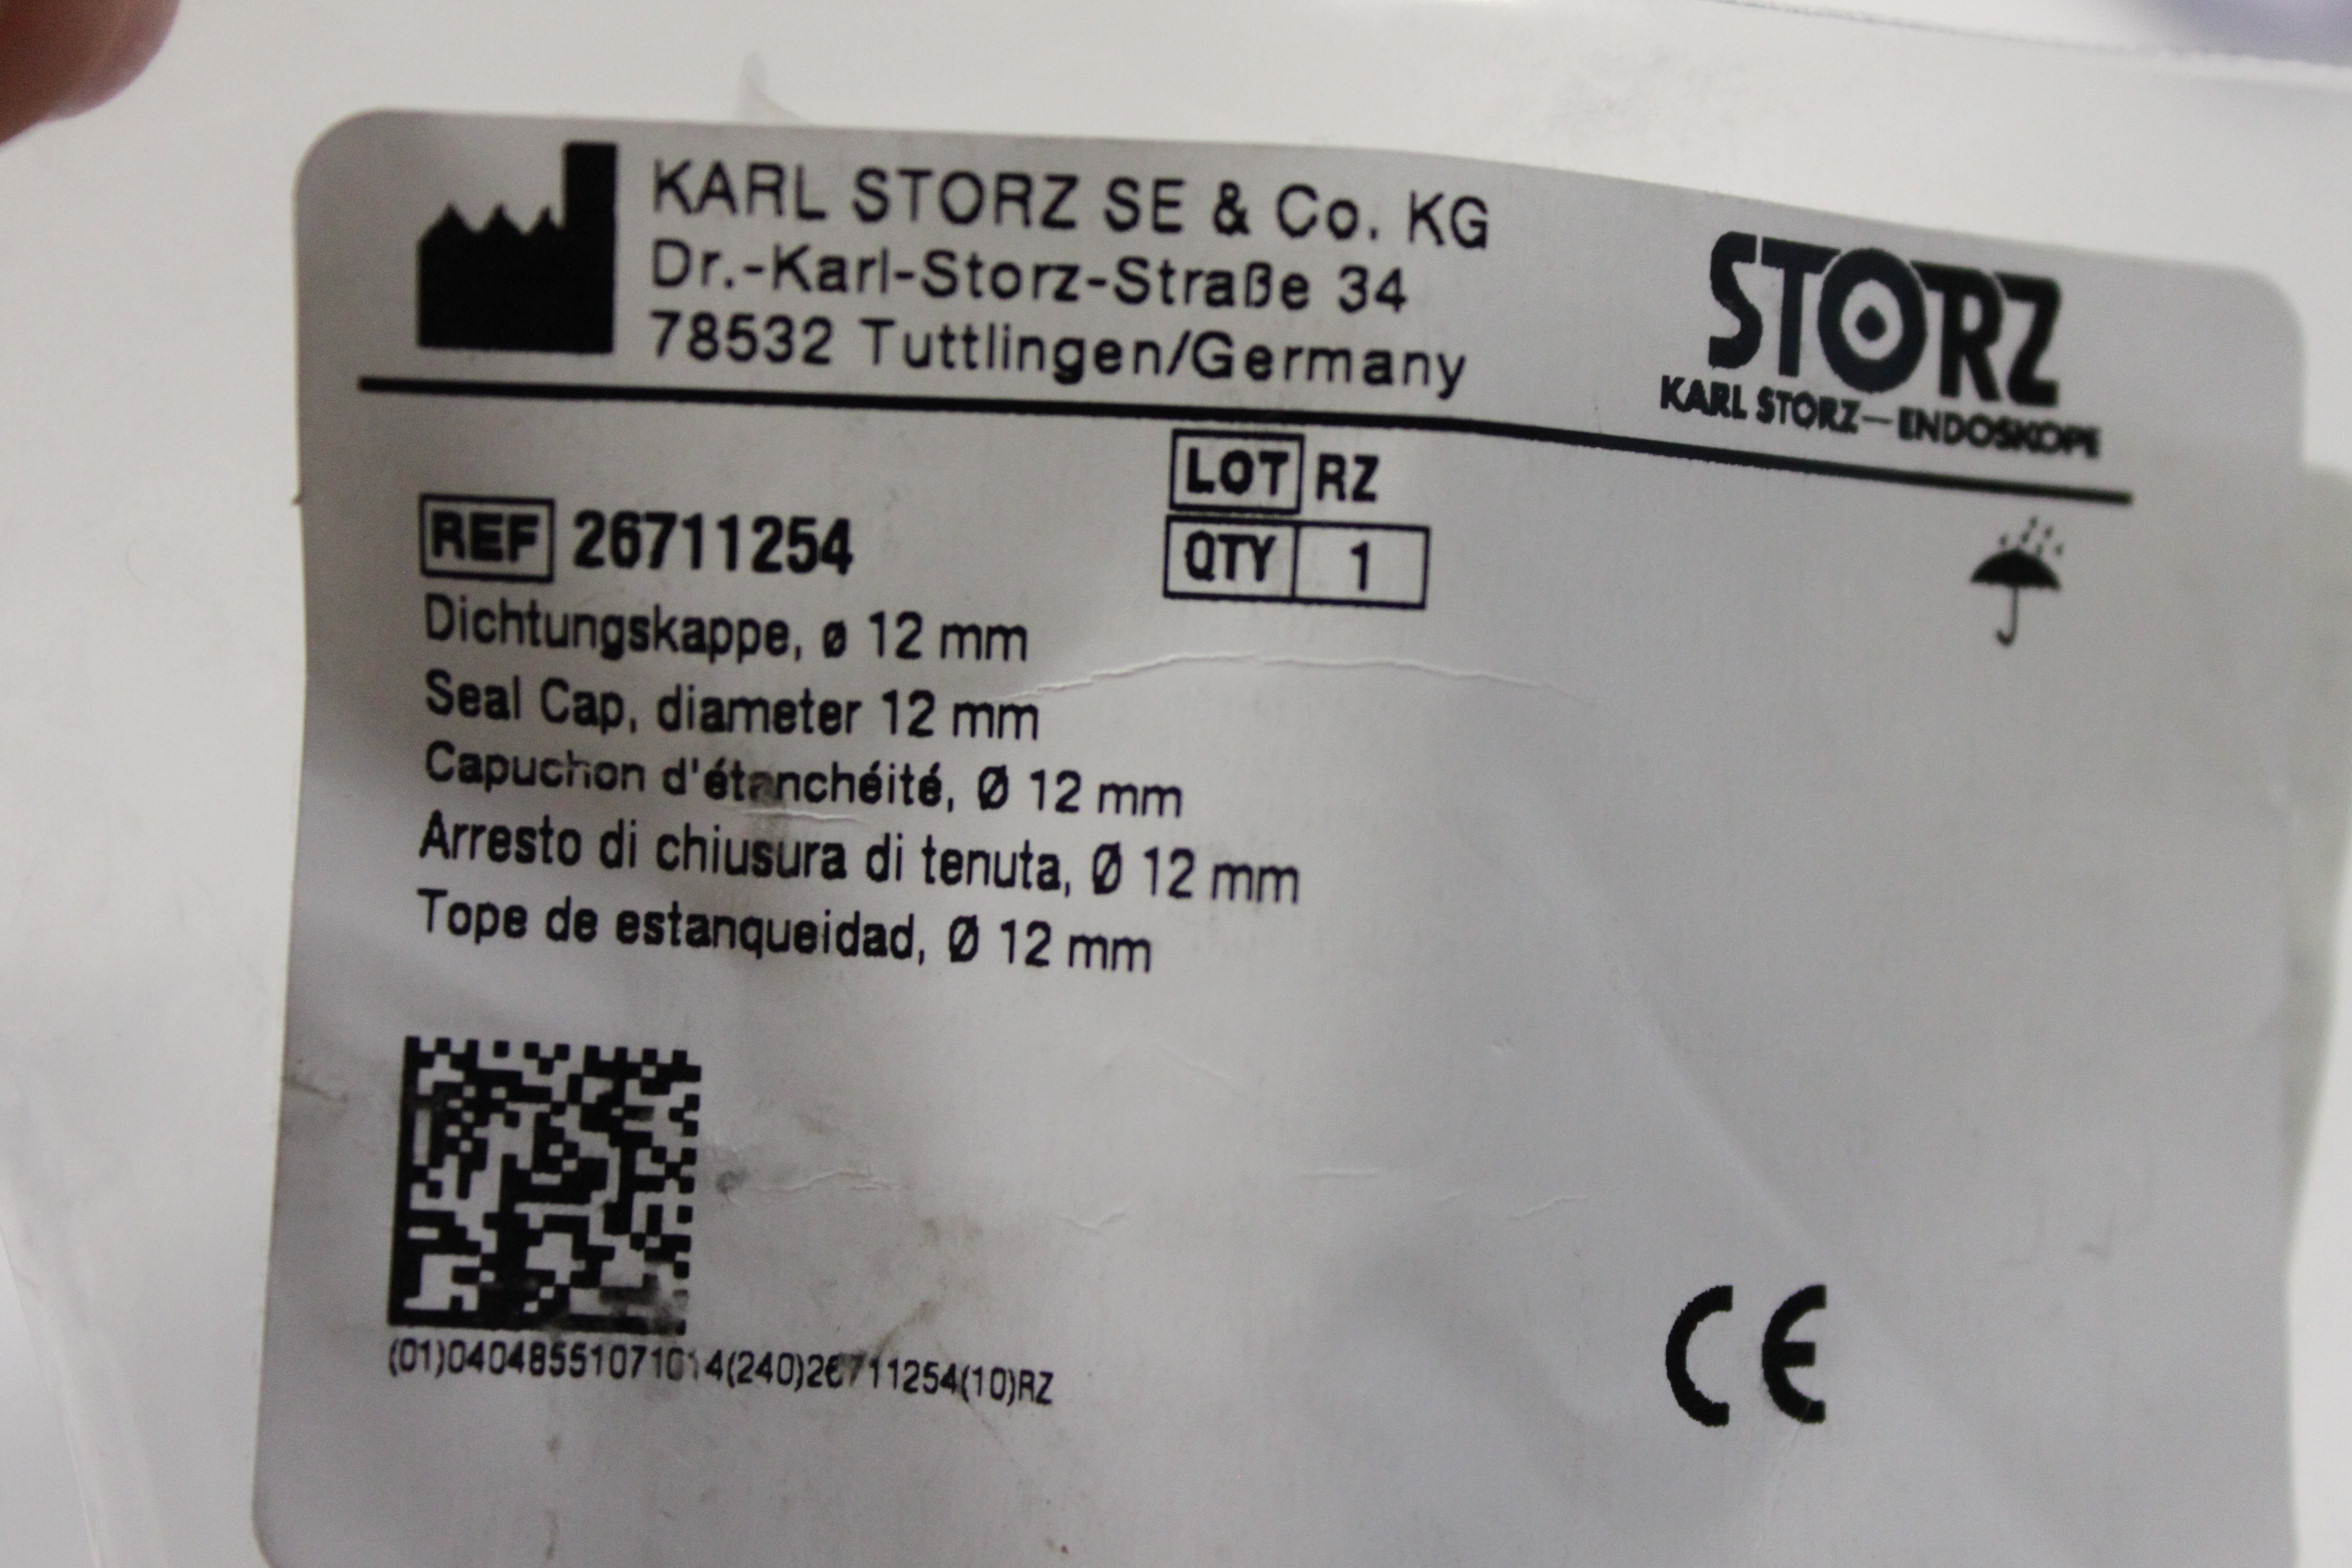 KARL STORZ SE & Co. KG
Dr.-Karl-Storz-Straße 34
78532 Tuttlingen/Germany
STORZ
KARL STORZ—ENDOSKOPE
LOT RZ
REF 26711254
QTY 1
Dichtungskappe, ø 12 mm
Seal Cap, diameter 12 mm
Capuchon d'étanchéité, Ø 12 mm
Arresto di chiusura di tenuta, Ø 12 mm
Tope de estanqueidad, Ø 12 mm
(01)04048551071014(240)26711254(10)RZ
CE